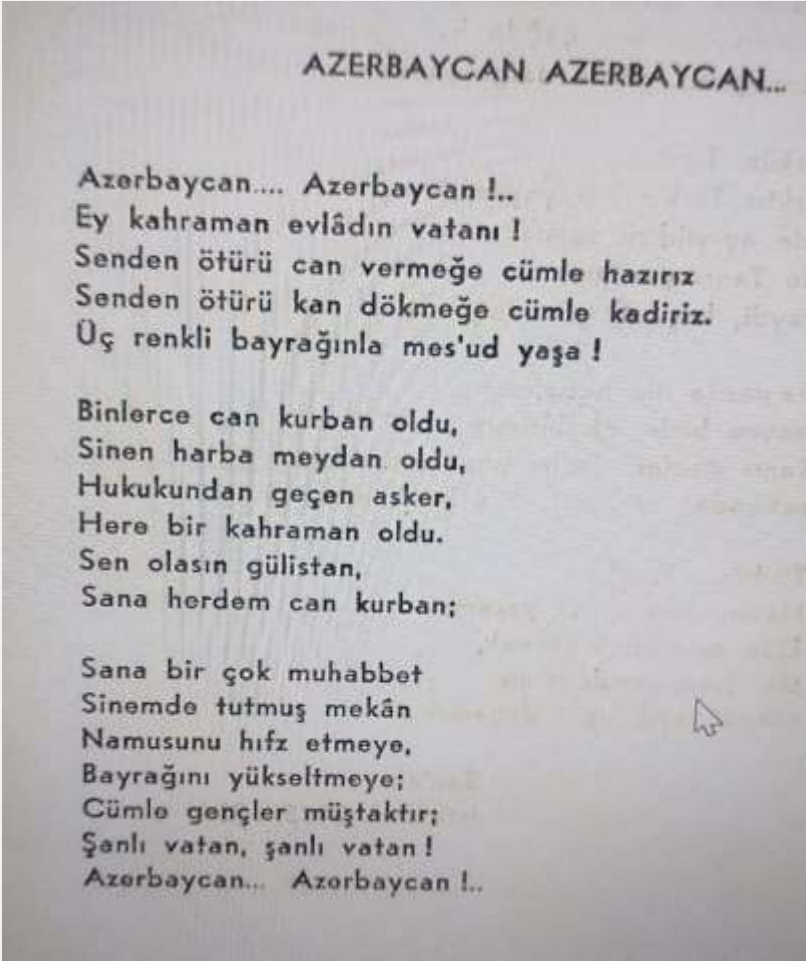 AZERBAYCAN AZERBAYCAN...
Azerbaycan.... Azerbaycan !..
Ey kahraman evlâdın vatanı !
Senden ötürü can vermeğe cümle hazırız
Senden ötürü kan dökmeğe cümle kadiriz.
Üç renkli bayrağınla mes'ud yaşa !
Binlerce can kurban oldu,
Sinen harba meydan oldu,
Hukukundan geçen asker,
Here bir kahraman oldu.
Sen olasın gülistan,
Sana herdem can kurban;
Sana bir çok muhabbet
Sinemde tutmuş mekân
Namusunu hıfz etmeye,
Bayrağını yükseltmeye;
Cümle gençler müştaktır;
Şanlı vatan, şanlı vatan !
Azerbaycan... Azerbaycan !..